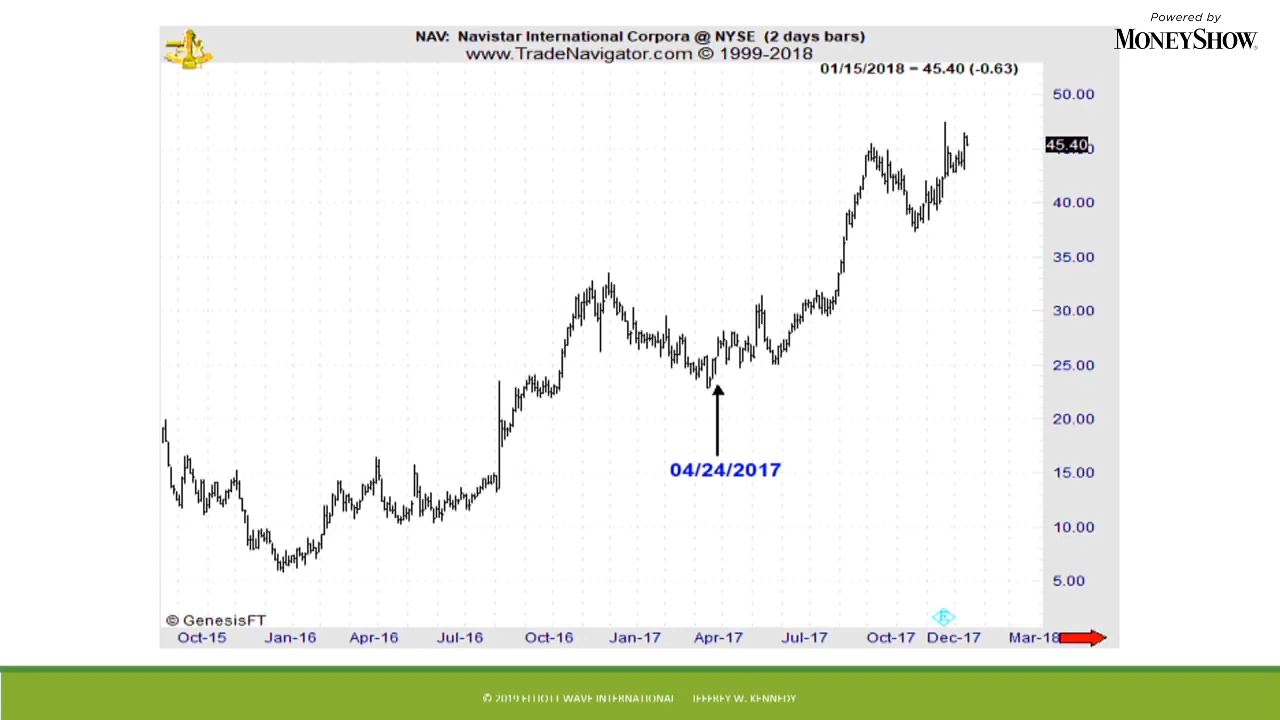 Powered by
MONEYSHOW
NAV: Navistar International Corpora @ NYSE (2 days bars)
www.TradeNavigator.com © 1999-2018
01/15/2018 = 45.40 (-0.63)
50.00
45.40
40.00
35.00
30.00
25.00
20.00
15.00
10.00
5.00
04/24/2017
E
© GenesisFT
Oct-15 Jan-16 Apr-16 Jul-16 Oct-16 Jan-17 Apr-17 Jul-17 Oct-17 Dec-17 Mar-18
© 2019 ELLIOTT WAVE INTERNATIONAL JEFFREY W. KENNEDY